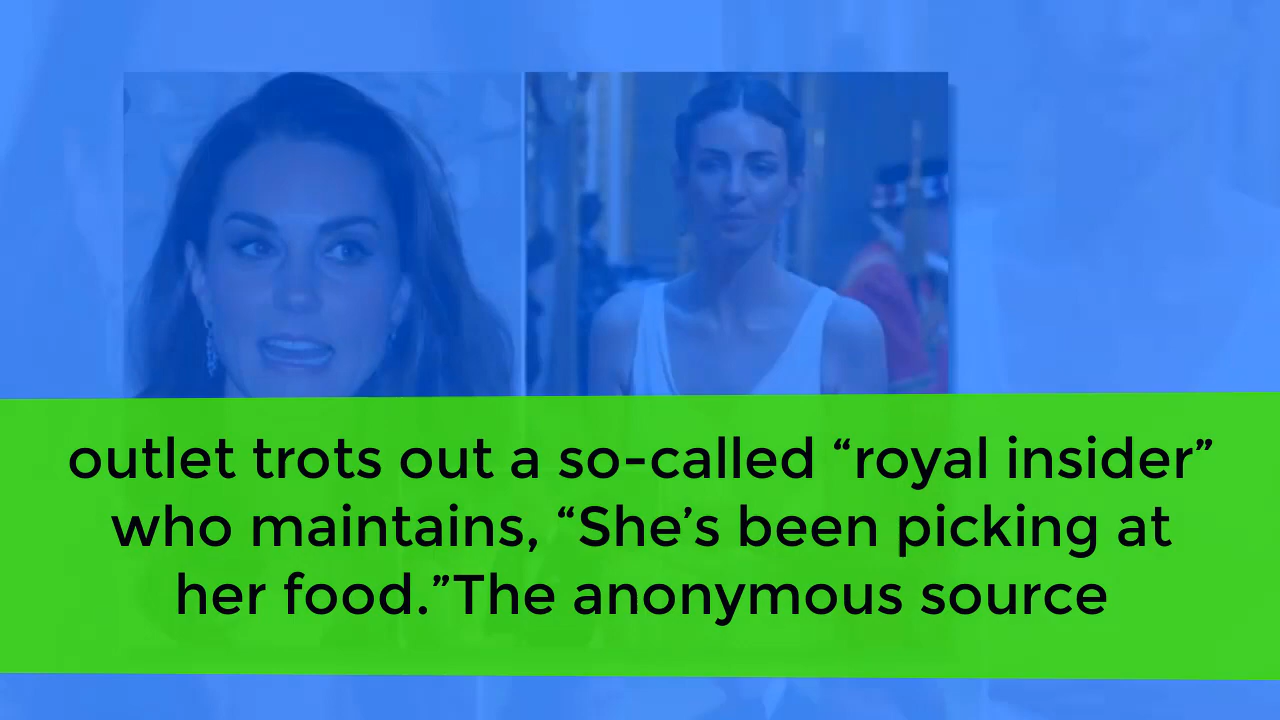 outlet trots out a so-called “royal insider”
who maintains, “She’s been picking at
her food.”The anonymous source